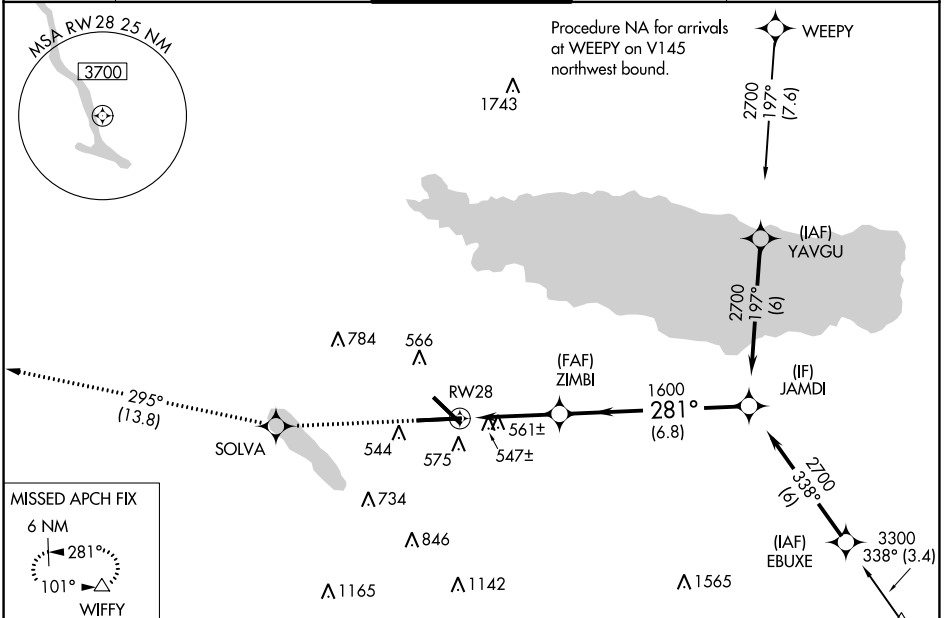 MSA RW 28 25 NM
3700
Procedure NA for arrivals
at WEEPY on V145
northwest bound.
WEEPY
1743
2700
197°
(7.6)
(IAF)
YAVGU
2700
197°
(6)
784
566
(FAF)
ZIMBI
(IF)
JAMDI
RW28
1600
281°
(6.8)
295°
(13.8)
SOLVA
544
575
561±
547±
734
2700
338°
(6)
846
(IAF)
EBUXE
3300
338° (3.4)
1165
1142
1565
MISSED APCH FIX
6 NM
281°
101°
WIFFY